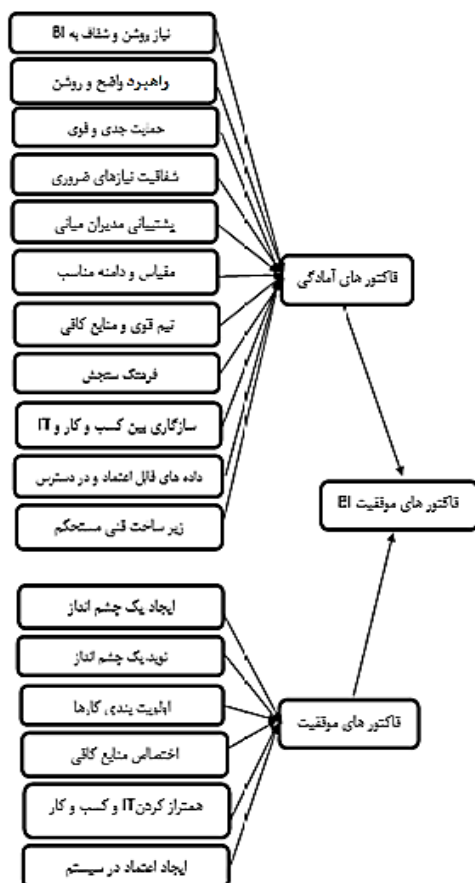 نیاز روشن و شفاف به BI
راهبرد واضح و روشن
حمایت جدی و قوی
شفاقیت نیازهای ضروری
پشتیبانی مدیران میانی
مقیاس و دامنه مناسب
فاکتور های آمادگی
تیم قوی و منابع کافی
فرهنگ سنجش
سازگاری بین کسب و کار و IT
داده های قابل اعتماد و در دسترس
فاکتور های موفقیت BI
زیر ساخت فنی مستحکم
ایجاد یک چشم انداز
نوید یک چشم انداز
اولویت بندی کارها
فاکتور های موفقیت
اختصاص منابع کافی
همتراز کردن IT و کسب و کار
ایجاد اعتماد در سیستم